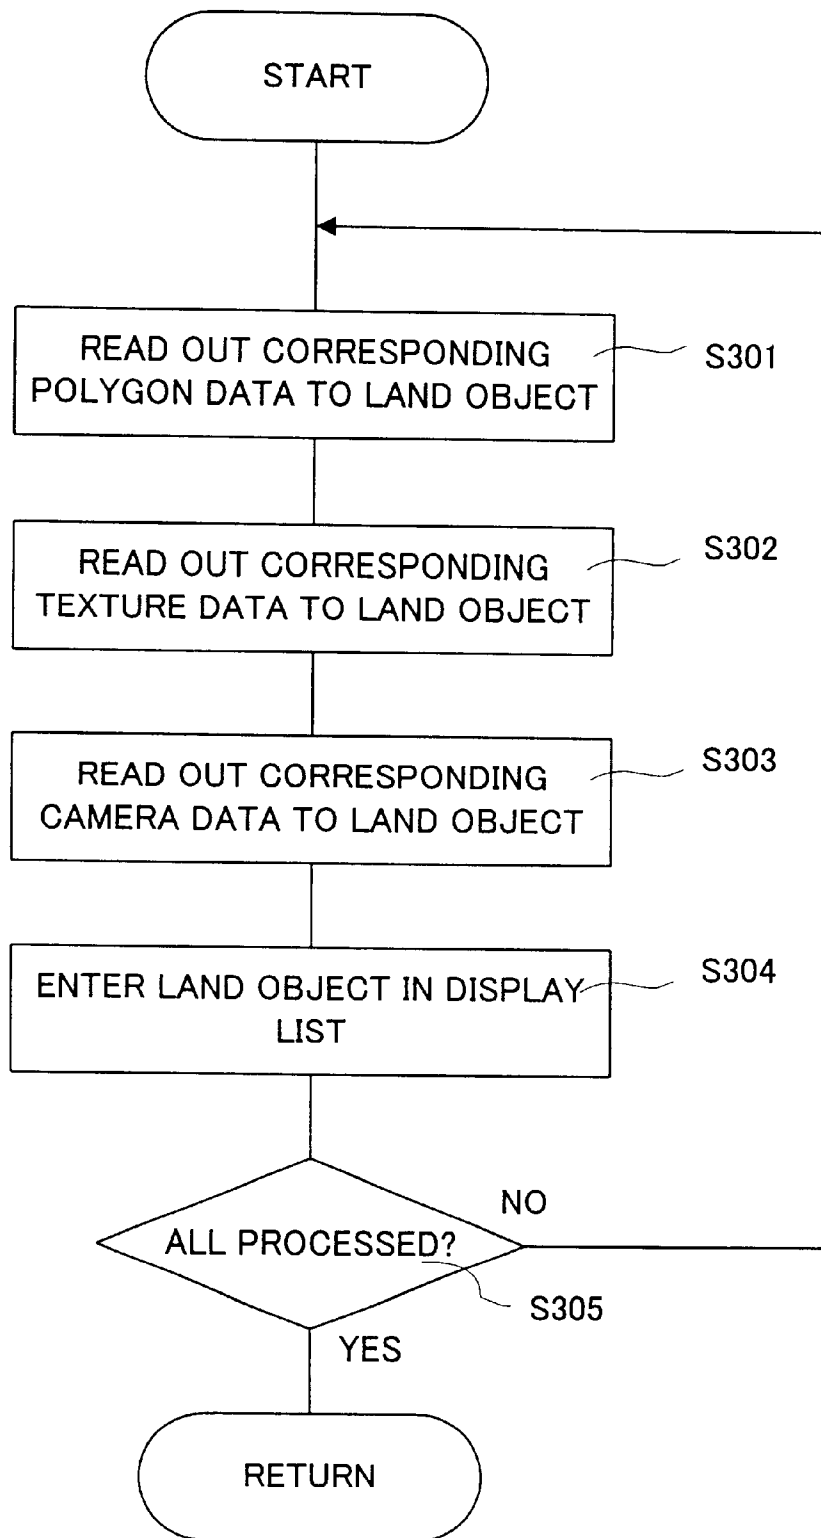 START
READ OUT CORRESPONDING
POLYGON DATA TO LAND OBJECT
S301
READ OUT CORRESPONDING
TEXTURE DATA TO LAND OBJECT
S302
READ OUT CORRESPONDING
CAMERA DATA TO LAND OBJECT
S303
ENTER LAND OBJECT IN DISPLAY
LIST
S304
NO
ALL PROCESSED?
S305
YES
RETURN